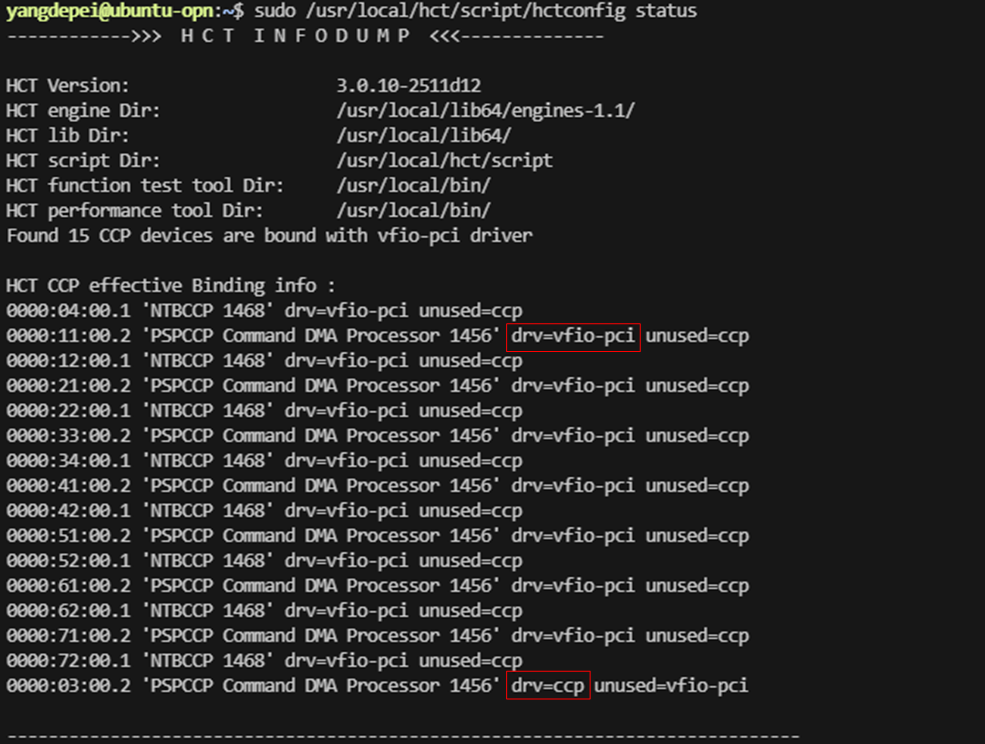 yangdepei@ubuntu-opn:~$ sudo /usr/local/hct/script/hctconfig status
------------>>> H C T  I N F O D U M P <<<--------------
HCT Version: 3.0.10-2511d12
HCT engine Dir: /usr/local/lib64/engines-1.1/
HCT lib Dir: /usr/local/lib64/
HCT script Dir: /usr/local/hct/script
HCT function test tool Dir: /usr/local/bin/
HCT performance tool Dir: /usr/local/bin/
Found 15 CCP devices are bound with vfio-pci driver
HCT CCP effective Binding info :
0000:04:00.1 'NTBCCP 1468' drv=vfio-pci unused=ccp
0000:11:00.2 'PSPCCP Command DMA Processor 1456' drv=vfio-pci unused=ccp
0000:12:00.1 'NTBCCP 1468' drv=vfio-pci unused=ccp
0000:21:00.2 'PSPCCP Command DMA Processor 1456' drv=vfio-pci unused=ccp
0000:22:00.1 'NTBCCP 1468' drv=vfio-pci unused=ccp
0000:33:00.2 'PSPCCP Command DMA Processor 1456' drv=vfio-pci unused=ccp
0000:34:00.1 'NTBCCP 1468' drv=vfio-pci unused=ccp
0000:41:00.2 'PSPCCP Command DMA Processor 1456' drv=vfio-pci unused=ccp
0000:42:00.1 'NTBCCP 1468' drv=vfio-pci unused=ccp
0000:51:00.2 'PSPCCP Command DMA Processor 1456' drv=vfio-pci unused=ccp
0000:52:00.1 'NTBCCP 1468' drv=vfio-pci unused=ccp
0000:61:00.2 'PSPCCP Command DMA Processor 1456' drv=vfio-pci unused=ccp
0000:62:00.1 'NTBCCP 1468' drv=vfio-pci unused=ccp
0000:71:00.2 'PSPCCP Command DMA Processor 1456' drv=vfio-pci unused=ccp
0000:72:00.1 'NTBCCP 1468' drv=vfio-pci unused=ccp
0000:03:00.2 'PSPCCP Command DMA Processor 1456' drv=ccp unused=vfio-pci
-----------------------------------------------------------------------------